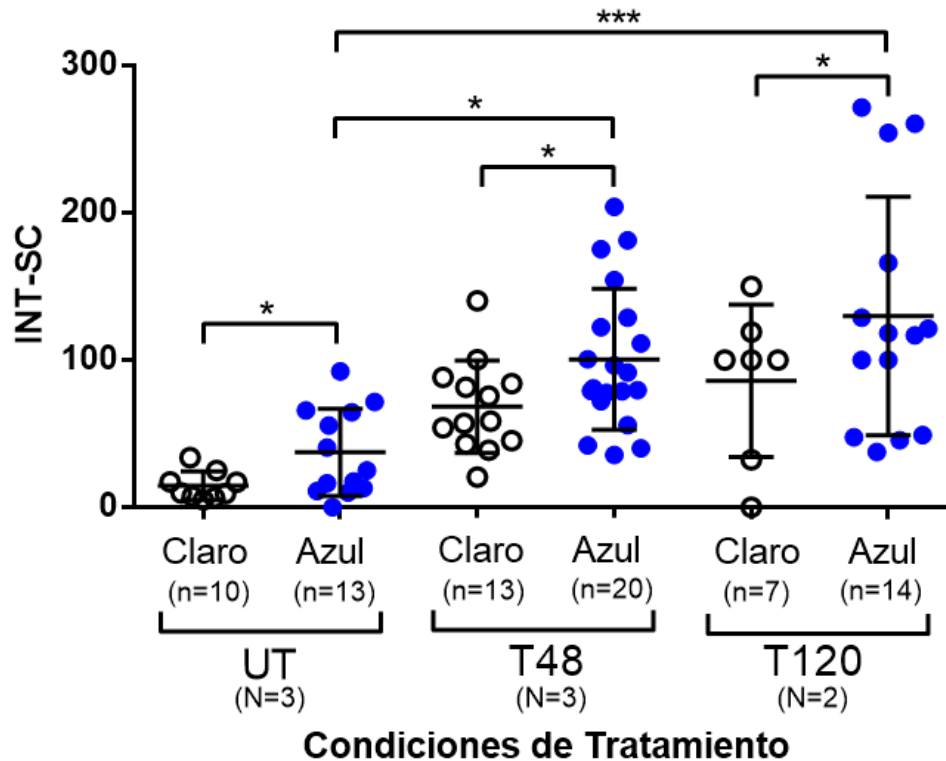 ***
300
*
*
*
200
INT-SC
*
100
0
Claro Azul Claro Azul Claro Azul
(n=10) (n=13) (n=13) (n=20) (n=7) (n=14)
UT T48 T120
(N=3) (N=3) (N=2)
Condiciones de Tratamiento